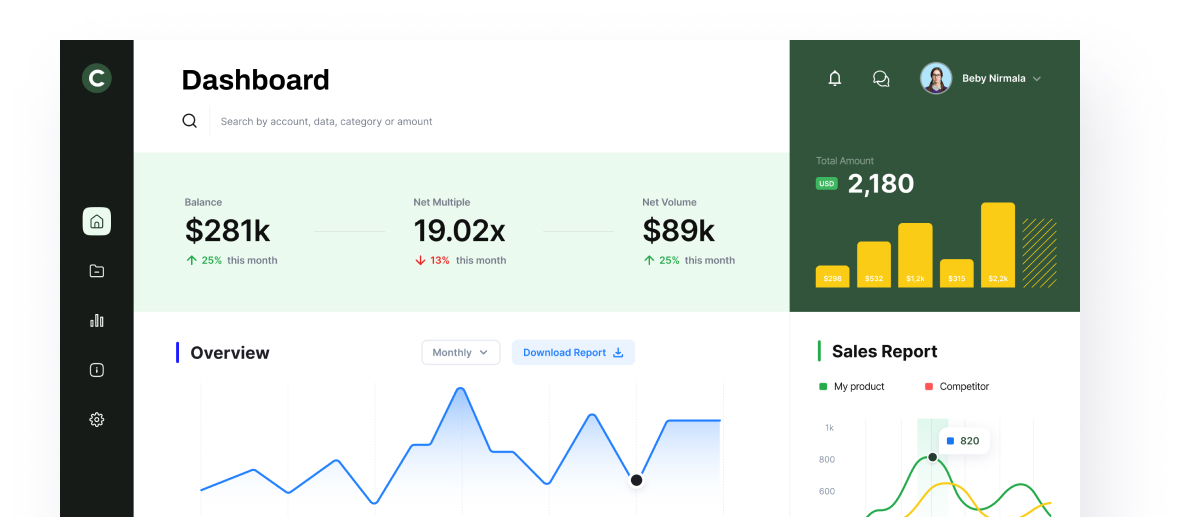 C
Dashboard
Search by account, data, category or amount
Beby Nirmala
Balance
$281k
25% this month
Net Multiple
19.02x
13% this month
Net Volume
$89k
25% this month
Total Amount
USD 2,180
$298 $532 $1,2k $315 $2,2k
Overview
Monthly
Download Report
Sales Report
My product Competitor
1k
820
800
600